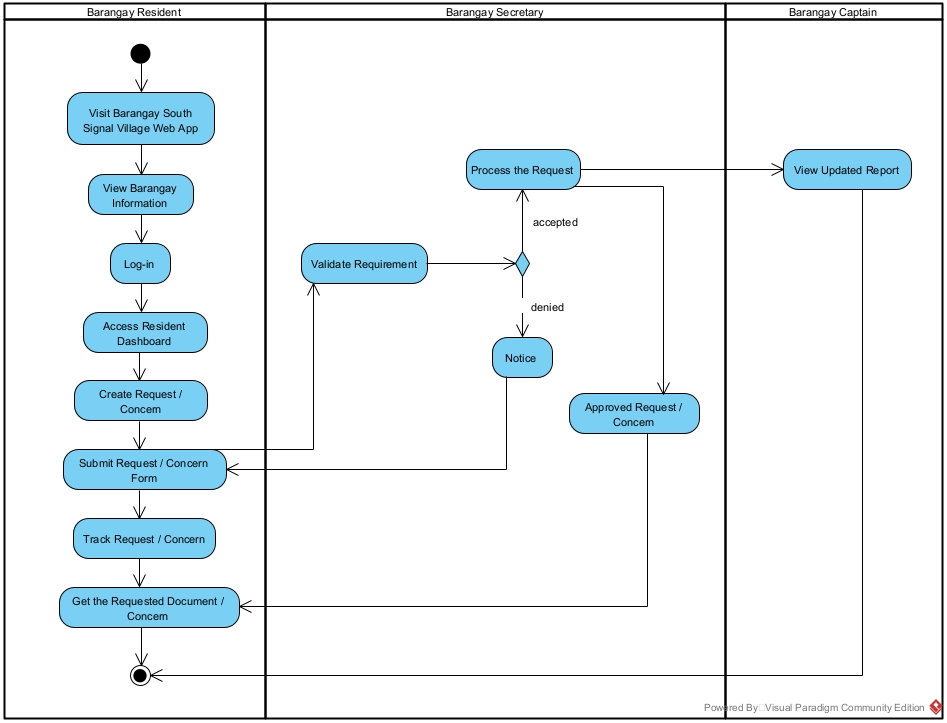 Barangay Resident
Barangay Secretary
Barangay Captain
Visit Barangay South
Signal Village Web App
View Barangay
Information
Log-in
Access Resident
Dashboard
Create Request /
Concern
Submit Request / Concern
Form
Track Request / Concern
Get the Requested Document /
Concern
Process the Request
accepted
Validate Requirement
denied
Notice
Approved Request /
Concern
View Updated Report
Powered By Visual Paradigm Community Edition